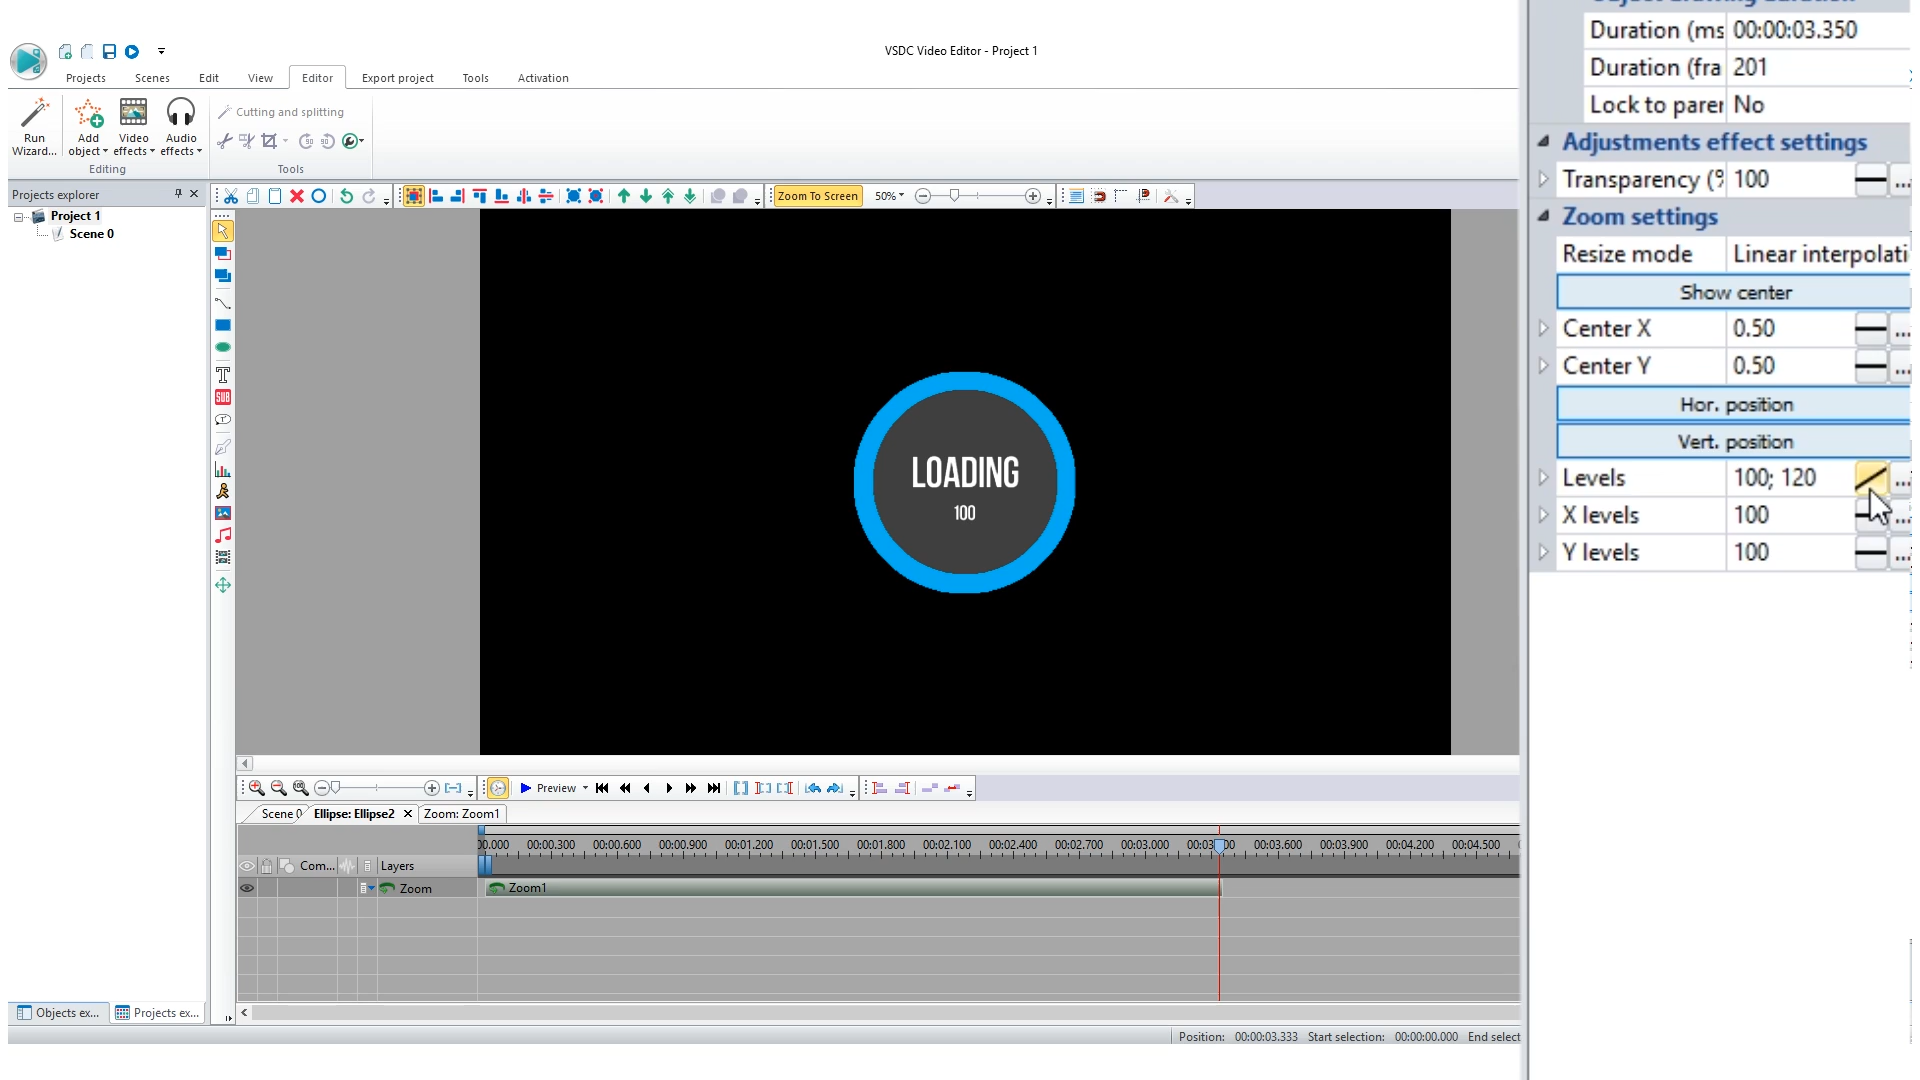 VSDC Video Editor - Project 1
Projects Scenes Edit View Editor Export project Tools Activation
Run Wizard...
Add object
Video effects
Audio effects
Cutting and splitting
Editing
Tools
Projects explorer
Zoom To Screen
50%
Project 1
Scene 0
SUB
T
LOADING
100
Preview
Scene 0
Ellipse: Ellipse2
Zoom: Zoom1
00:00.300 00:00.600 00:00.900 00:01.200 00:01.500 00:01.800 00:02.100 00:02.400 00:02.700 00:03.000 00:03.600 00:03.900 00:04.200 00:04.500
Com...
Layers
Zoom
Zoom1
Objects ex...
Projects ex...
Position: 00:00:03.333 Start selection: 00:00:00.000 End select
Duration (ms 00:00:03.350
Duration (fra 201
Lock to parer No
Adjustments effect settings
Transparency (% 100 ...
Zoom settings
Resize mode Linear interpolati
Show center
Center X 0.50 ...
Center Y 0.50 ...
Hor. position
Vert. position
Levels 100; 120 ...
X levels 100 ...
Y levels 100 ...